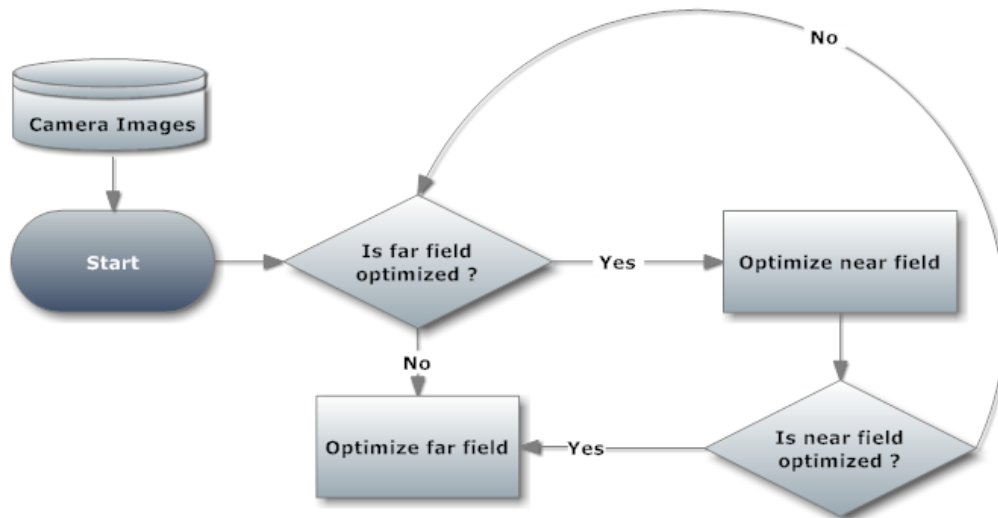 No
Camera Images
Start
Is far field
optimized ?
Yes
Optimize near field
No
Optimize far field
Yes
Is near field
optimized ?